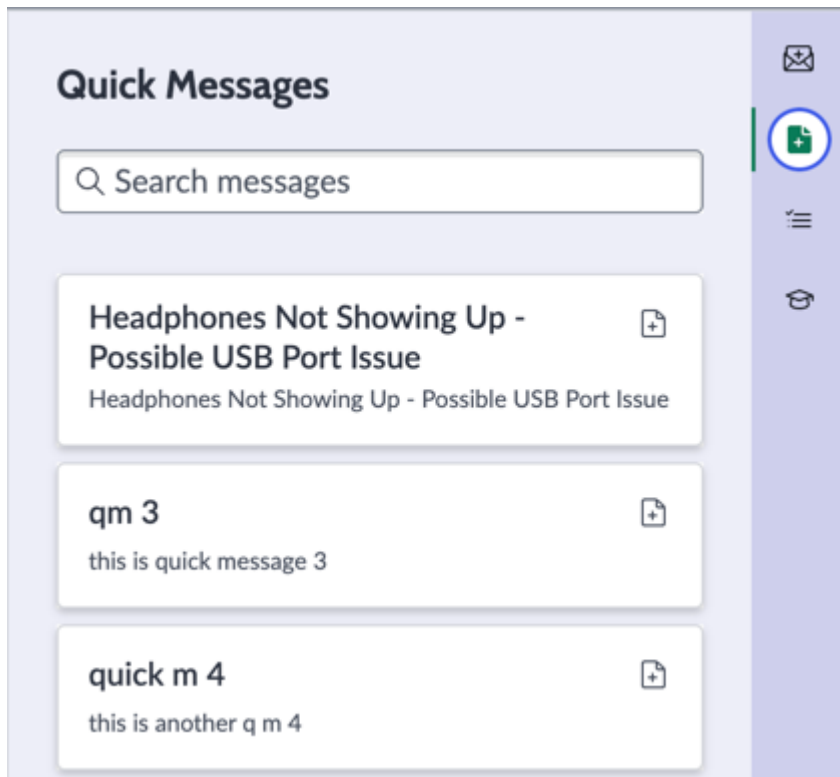 Quick Messages
Search messages
Headphones Not Showing Up -
Possible USB Port Issue
Headphones Not Showing Up - Possible USB Port Issue
qm 3
this is quick message 3
quick m 4
this is another q m 4